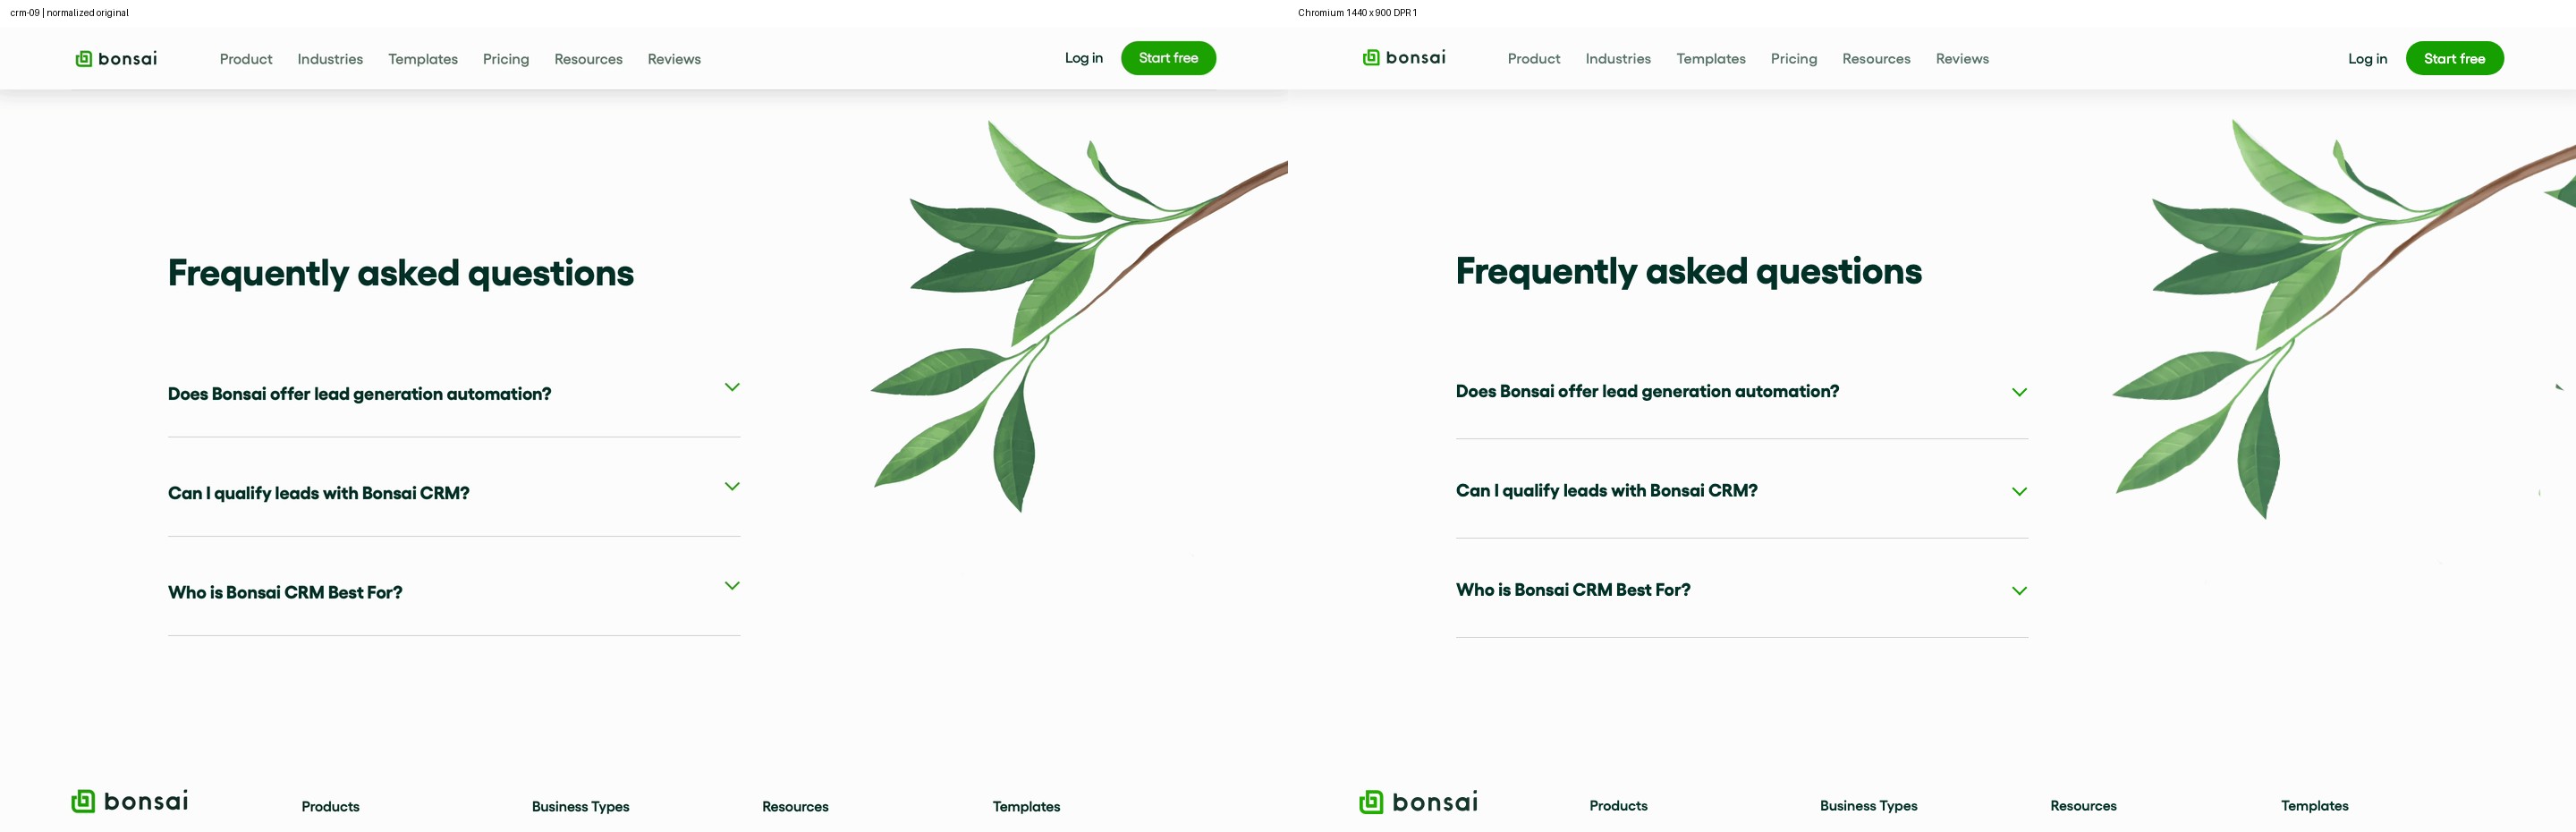 crm-09 | normalized original
bonsai Product Industries Templates Pricing Resources Reviews Log in Start free
Frequently asked questions
Does Bonsai offer lead generation automation?
Can I qualify leads with Bonsai CRM?
Who is Bonsai CRM Best For?
bonsai Products Business Types Resources Templates
Chromium 1440 x 900 DPR 1
bonsai Product Industries Templates Pricing Resources Reviews Log in Start free
Frequently asked questions
Does Bonsai offer lead generation automation?
Can I qualify leads with Bonsai CRM?
Who is Bonsai CRM Best For?
bonsai Products Business Types Resources Templates